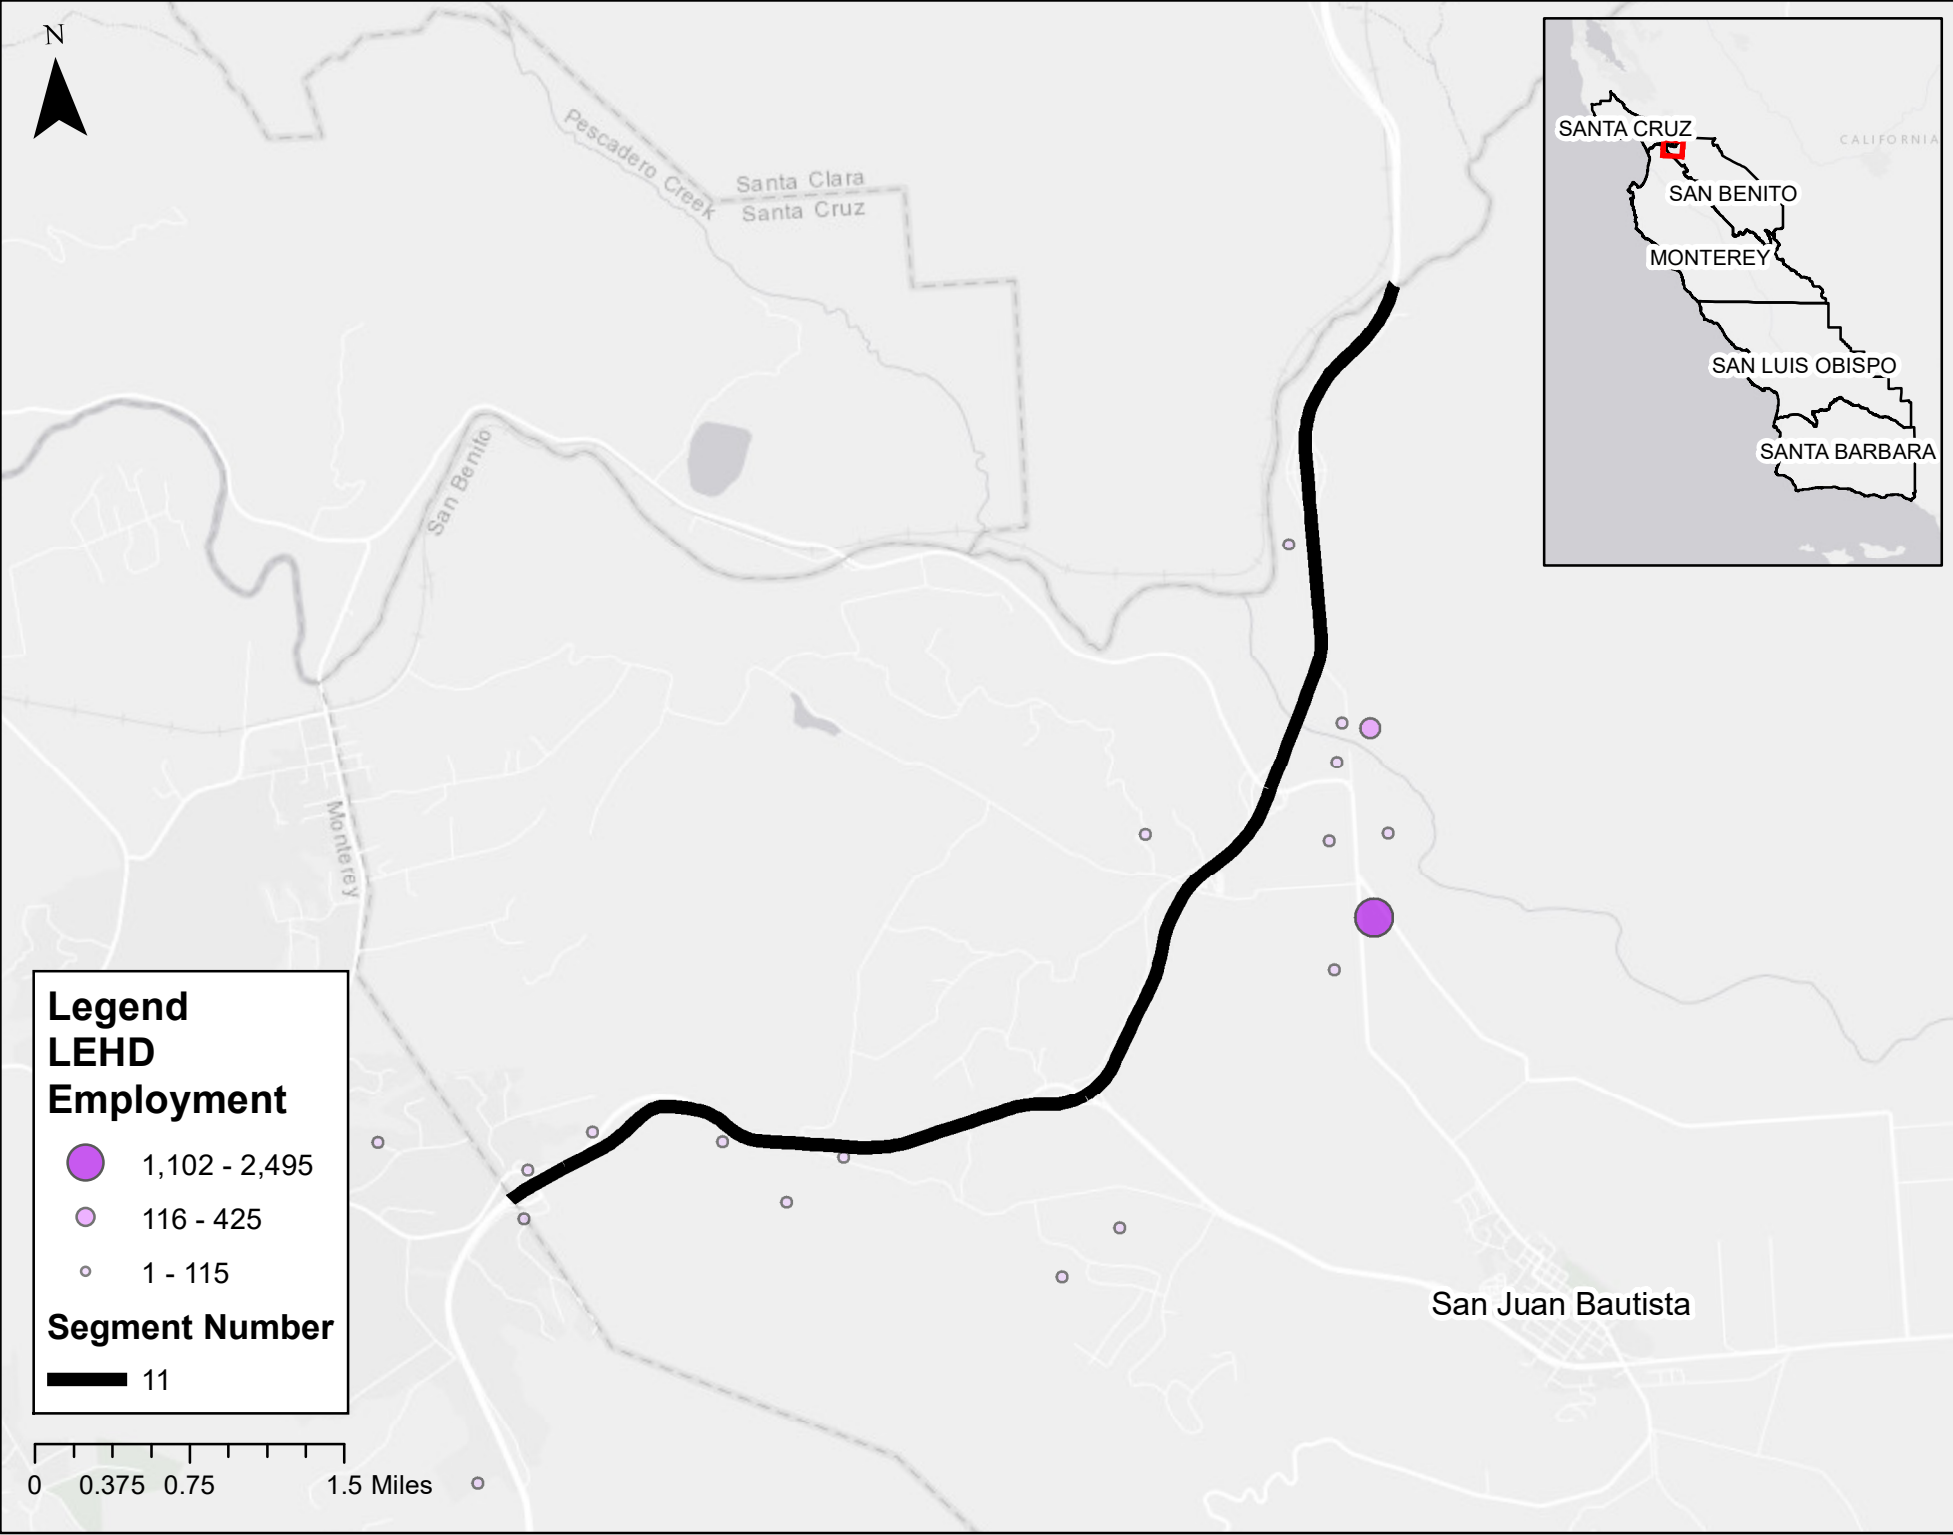 N
Pescadero Creek
Santa Clara
Santa Cruz
San Benito
Monterey
SANTA CRUZ
CALIFORNIA
SAN BENITO
MONTEREY
SAN LUIS OBISPO
SANTA BARBARA
San Juan Bautista
Legend
LEHD
Employment
1,102 - 2,495
116 - 425
1 - 115
Segment Number
11
0 0.375 0.75 1.5 Miles